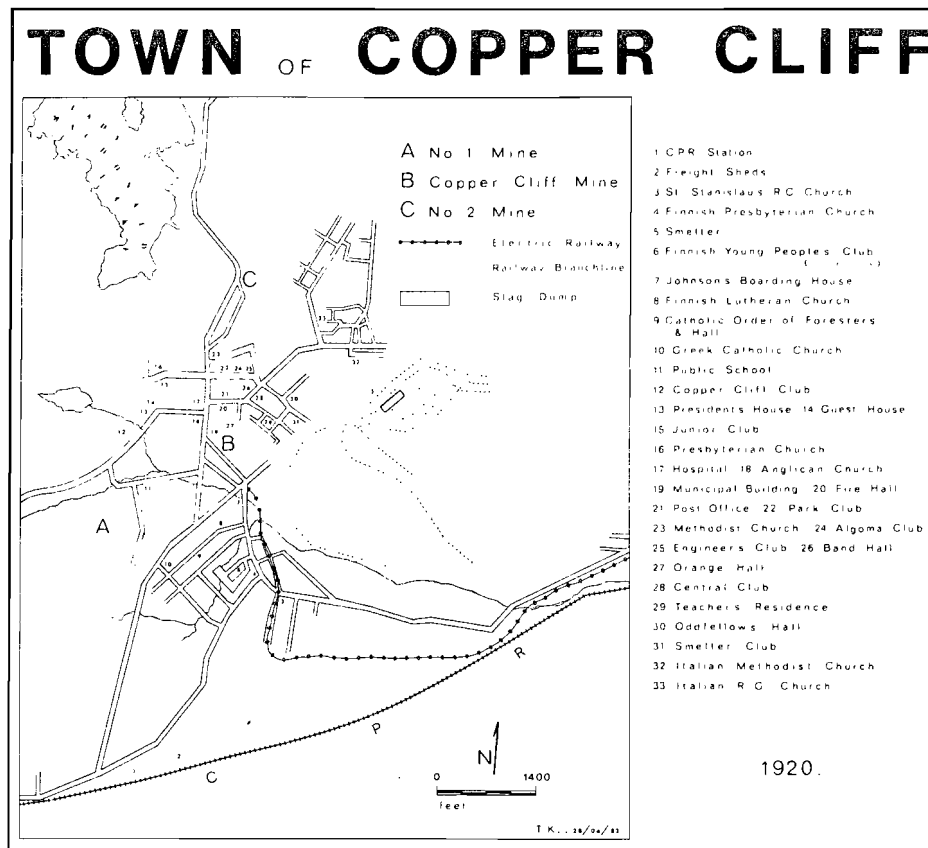 TOWN OF COPPER CLIFF
A No 1 Mine
B Copper Cliff Mine
C No 2 Mine
Electric Railway
Railway Branchline
Slag Dump
C
A
B
C P R
N
0 1400
feet
T K . . 28/06/82
1 CPR Station
2 Freight Sheds
3 St. Stanislaus R C Church
4 Finnish Presbyterian Church
5 Smelter
6 Finnish Young Peoples Club
7 Johnsons Boarding House
8 Finnish Lutheran Church
9 Catholic Order of Foresters
& Hall
10 Greek Catholic Church
11 Public School
12 Copper Cliff Club
13 Presidents House 14 Guest House
15 Junior Club
16 Presbyterian Church
17 Hospital 18 Anglican Church
19 Municipal Building 20 Fire Hall
21 Post Office 22 Park Club
23 Methodist Church 24 Algoma Club
25 Engineers Club 26 Band Hall
27 Orange Hall
28 Central Club
29 Teachers Residence
30 Oddfellows Hall
31 Smelter Club
32 Italian Methodist Church
33 Italian R C Church
1920.